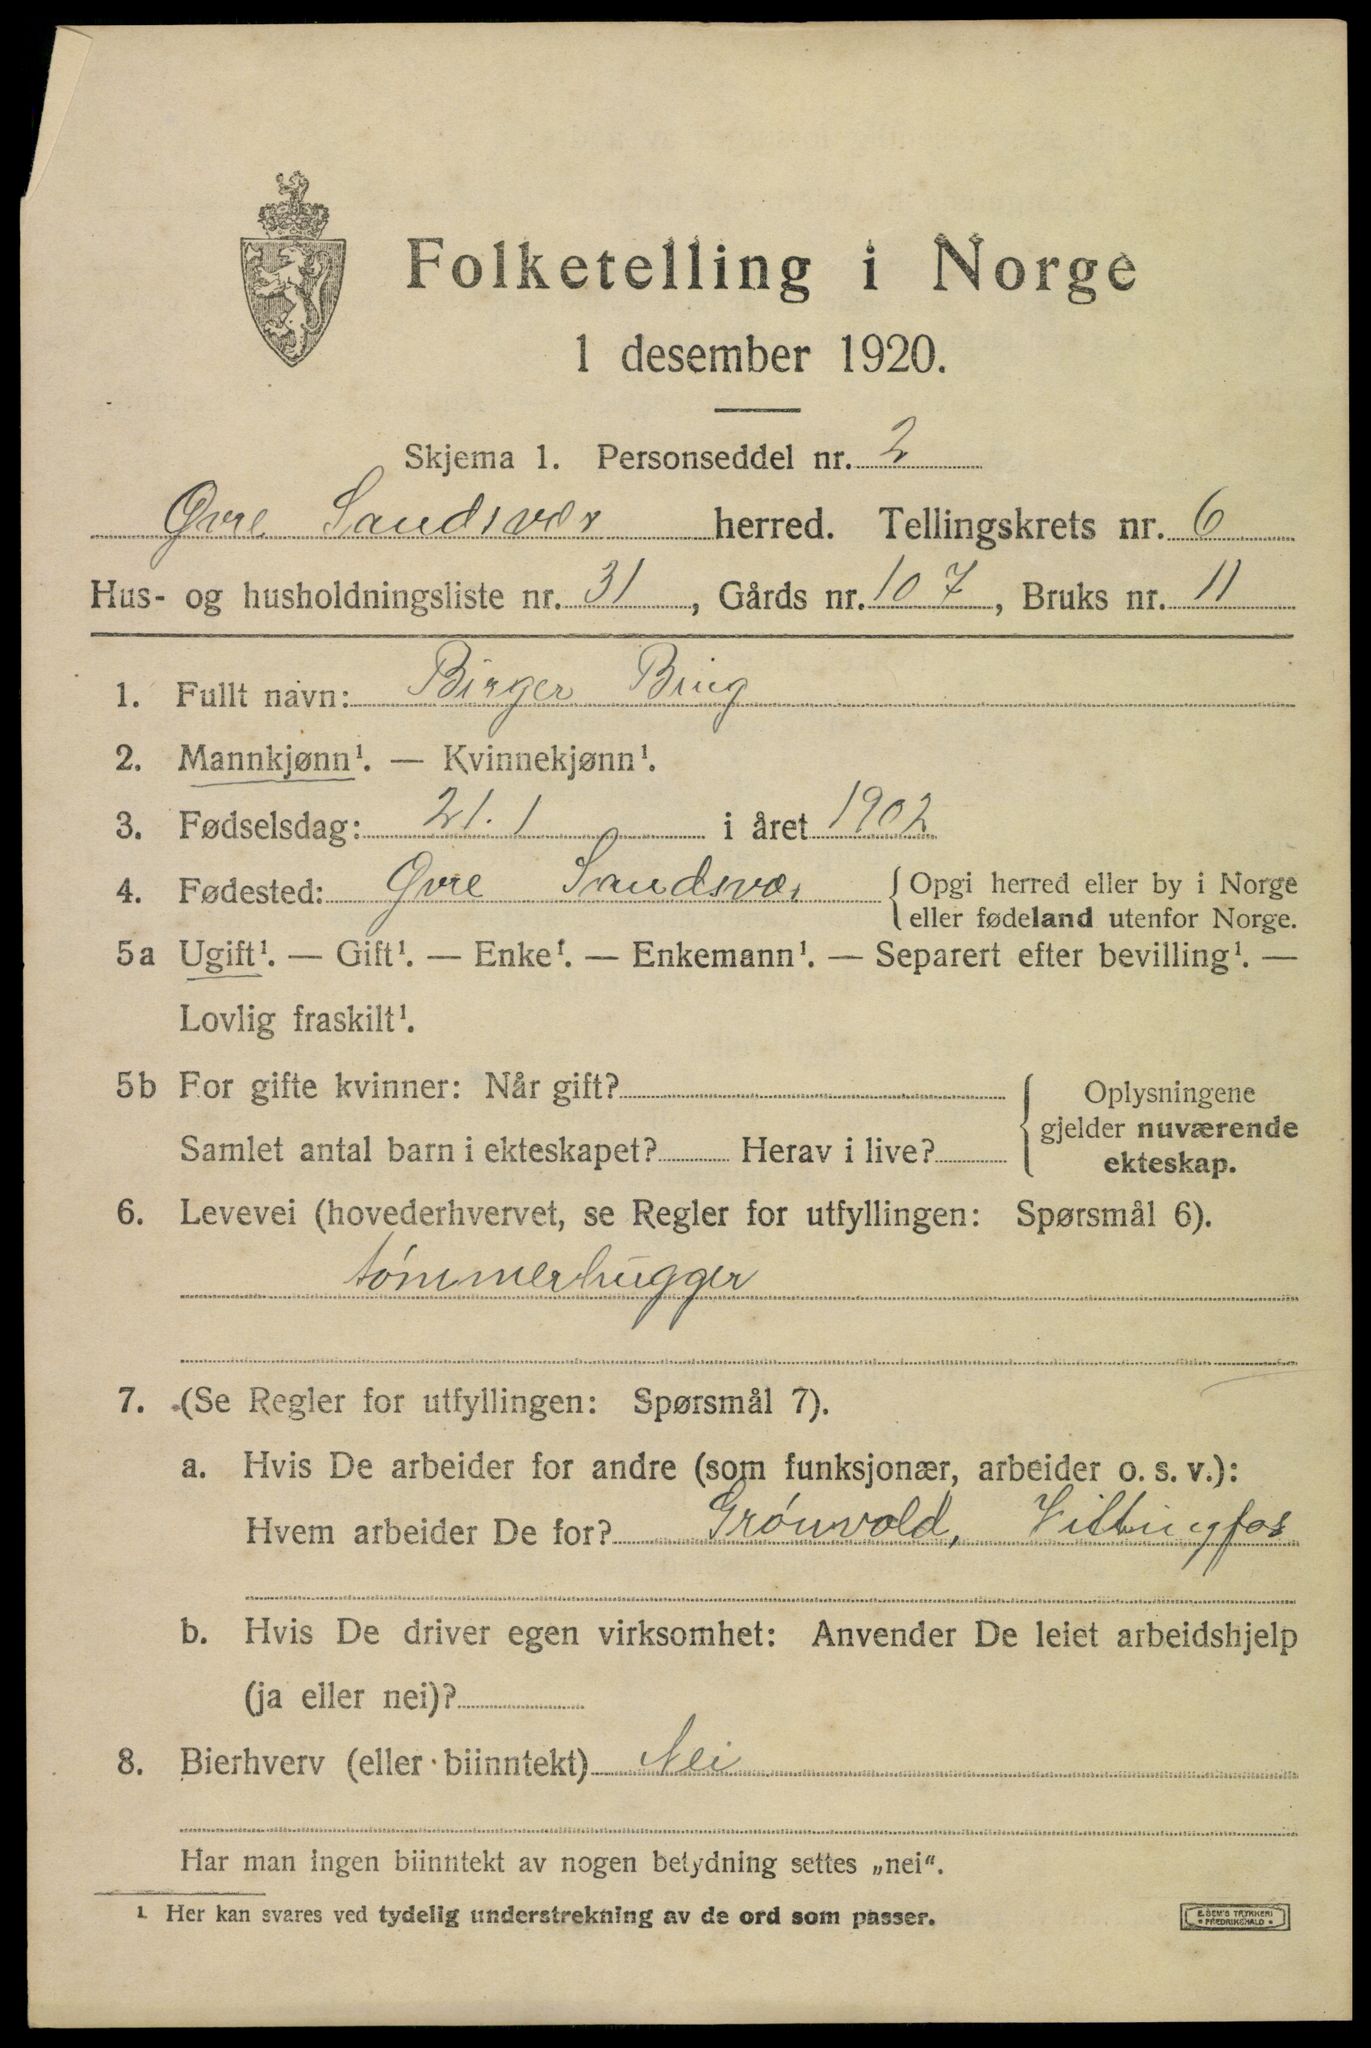 Folketelling i Norge
1 desember 1920.
Skjema 1. Personseddel nr. 2
Øvre Sandsvær herred. Tellingskrets nr. 6
Hus- og husholdningsliste nr. 31, Gårds nr. 107, Bruks nr. 11
1. Fullt navn: Birger Bing
2. Mannkjønn¹. — Kvinnekjønn¹.
3. Fødselsdag: 21.1 i året 1902
4. Fødested: Øvre Sandsvær { Opgi herred eller by i Norge
eller fødeland utenfor Norge.
5a Ugift¹. — Gift¹. — Enke¹. — Enkemann¹. — Separert efter bevilling¹. —
Lovlig fraskilt¹.
5b For gifte kvinner: Når gift? { Oplysningene
gjelder nuværende
Samlet antal barn i ekteskapet? Herav i live? ekteskap.
6. Levevei (hovederhvervet, se Regler for utfyllingen: Spørsmål 6).
tømmerhugger
7. (Se Regler for utfyllingen: Spørsmål 7).
a. Hvis De arbeider for andre (som funksjonær, arbeider o. s. v.):
Hvem arbeider De for? Grønvold, Vittingfos
b. Hvis De driver egen virksomhet: Anvender De leiet arbeidshjelp
(ja eller nei)?
8. Bierhverv (eller biinntekt) Nei
Har man ingen biinntekt av nogen betydning settes „nei“.
1. Her kan svares ved tydelig understrekning av de ord som passer.
E. SEM'S TRYKKERI
* FREDRIKSHALD *